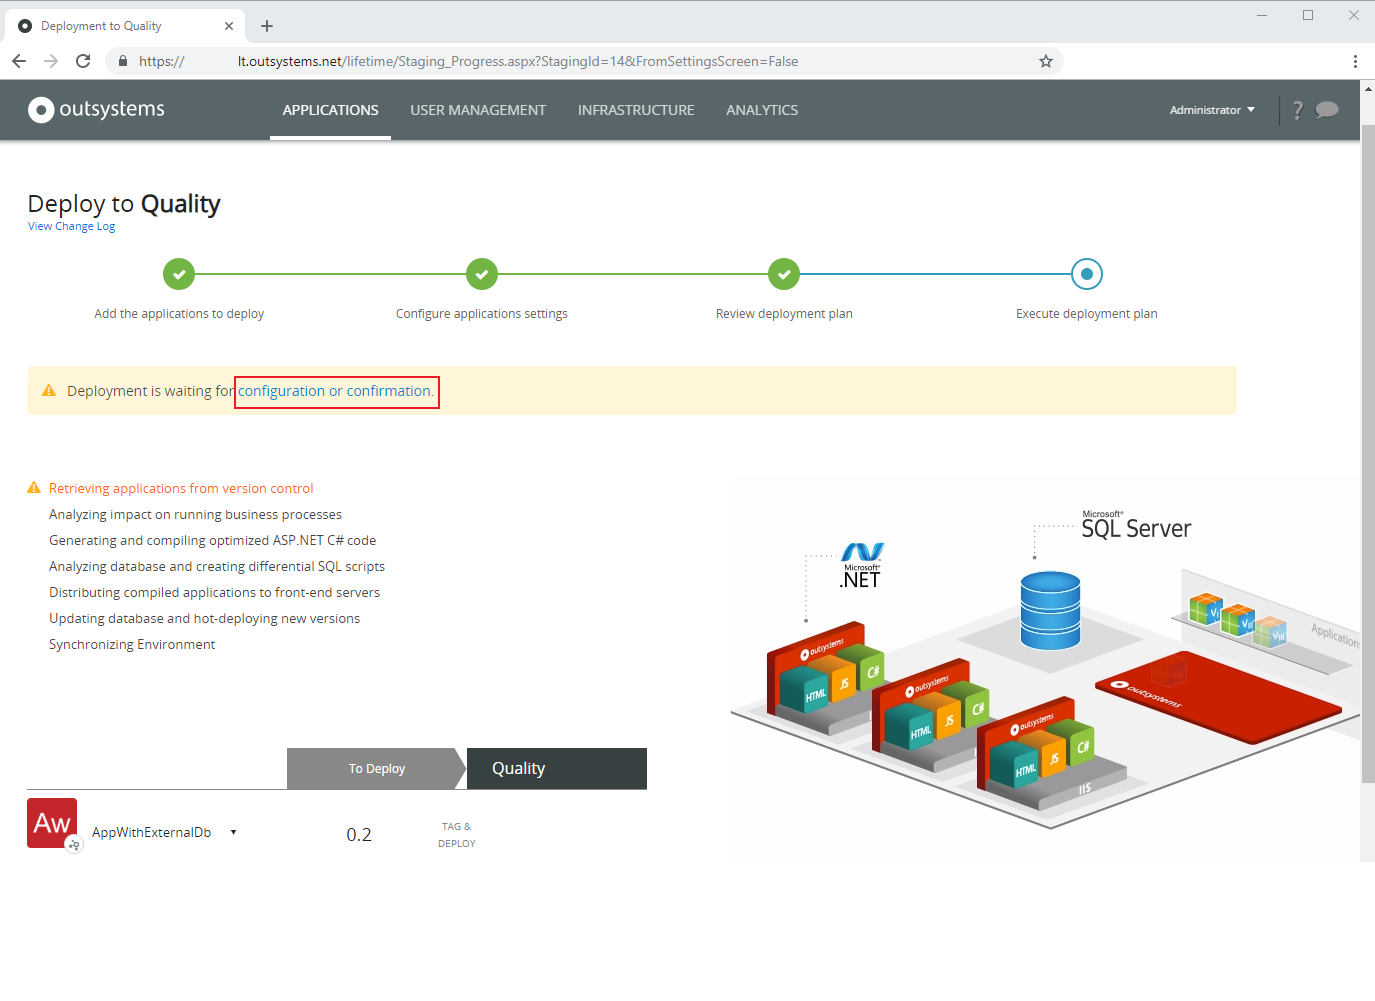 Deployment to Quality
https:// lt.outsystems.net/lifetime/Staging_Progress.aspx?StagingId=14&FromSettingsScreen=False
outsystems APPLICATIONS USER MANAGEMENT INFRASTRUCTURE ANALYTICS Administrator ?
Deploy to Quality
View Change Log
Add the applications to deploy Configure applications settings Review deployment plan Execute deployment plan
Deployment is waiting for configuration or confirmation.
Retrieving applications from version control
Analyzing impact on running business processes
Generating and compiling optimized ASP.NET C# code
Analyzing database and creating differential SQL scripts
Distributing compiled applications to front-end servers
Updating database and hot-deploying new versions
Synchronizing Environment
Microsoft®
SQL Server
Microsoft®
.NET
Applications
outsystems
HTML JS C#
outsystems
HTML JS C#
outsystems
HTML JS C#
IIS
outsystems
To Deploy Quality
Aw AppWithExternalDb 0.2 TAG &
DEPLOY